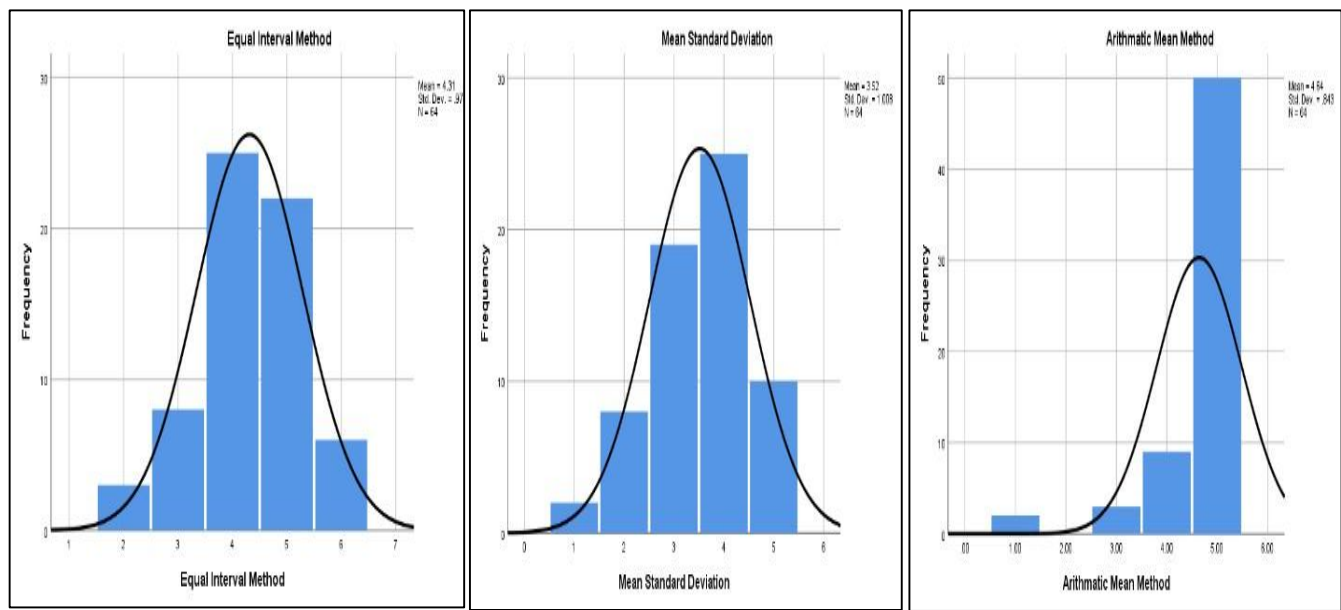 Equal Interval Method
Mean = 4.31
Std. Dev. = .97
N = 64
Frequency
30
20
10
0
1 2 3 4 5 6 7
Equal Interval Method
Mean Standard Deviation
Mean = 3.52
Std. Dev. = 1.008
N = 64
Frequency
30
20
10
0
0 1 2 3 4 5 6
Mean Standard Deviation
Arithmatic Mean Method
Mean = 4.64
Std. Dev. = .843
N = 64
Frequency
50
40
30
20
10
0
.00 1.00 2.00 3.00 4.00 5.00 6.00
Arithmatic Mean Method